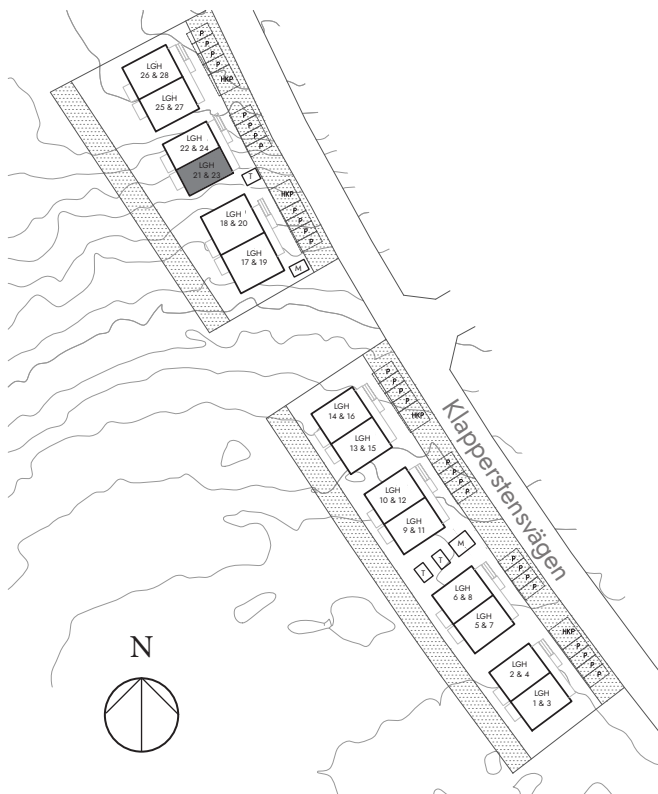 P
P
P
P
HKP
LGH
26 & 28
LGH
25 & 27
P
P
P
P
LGH
22 & 24
LGH
21 & 23
T
HKP
P
P
P
P
LGH
18 & 20
LGH
17 & 19
M
P
P
P
P
HKP
LGH
14 & 16
LGH
13 & 15
Klapperstensvägen
P
P
P
P
LGH
10 & 12
LGH
9 & 11
M
T
T
P
P
P
P
LGH
6 & 8
LGH
5 & 7
HKP
P
P
P
P
LGH
2 & 4
LGH
1 & 3
N